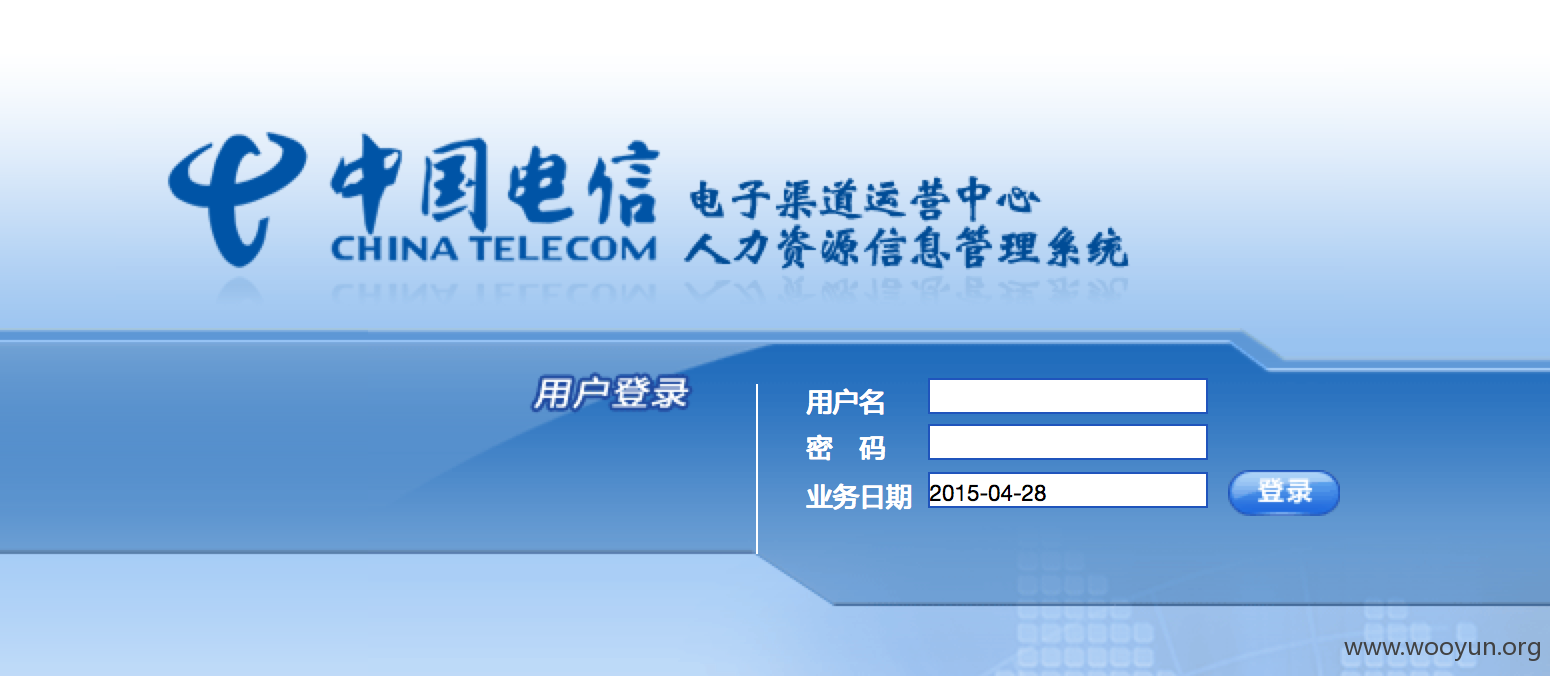 中国电信
CHINA TELECOM
电子渠道运营中心
人力资源信息管理系统
用户登录
用户名
密 码
业务日期 2015-04-28 登录
www.wooyun.org